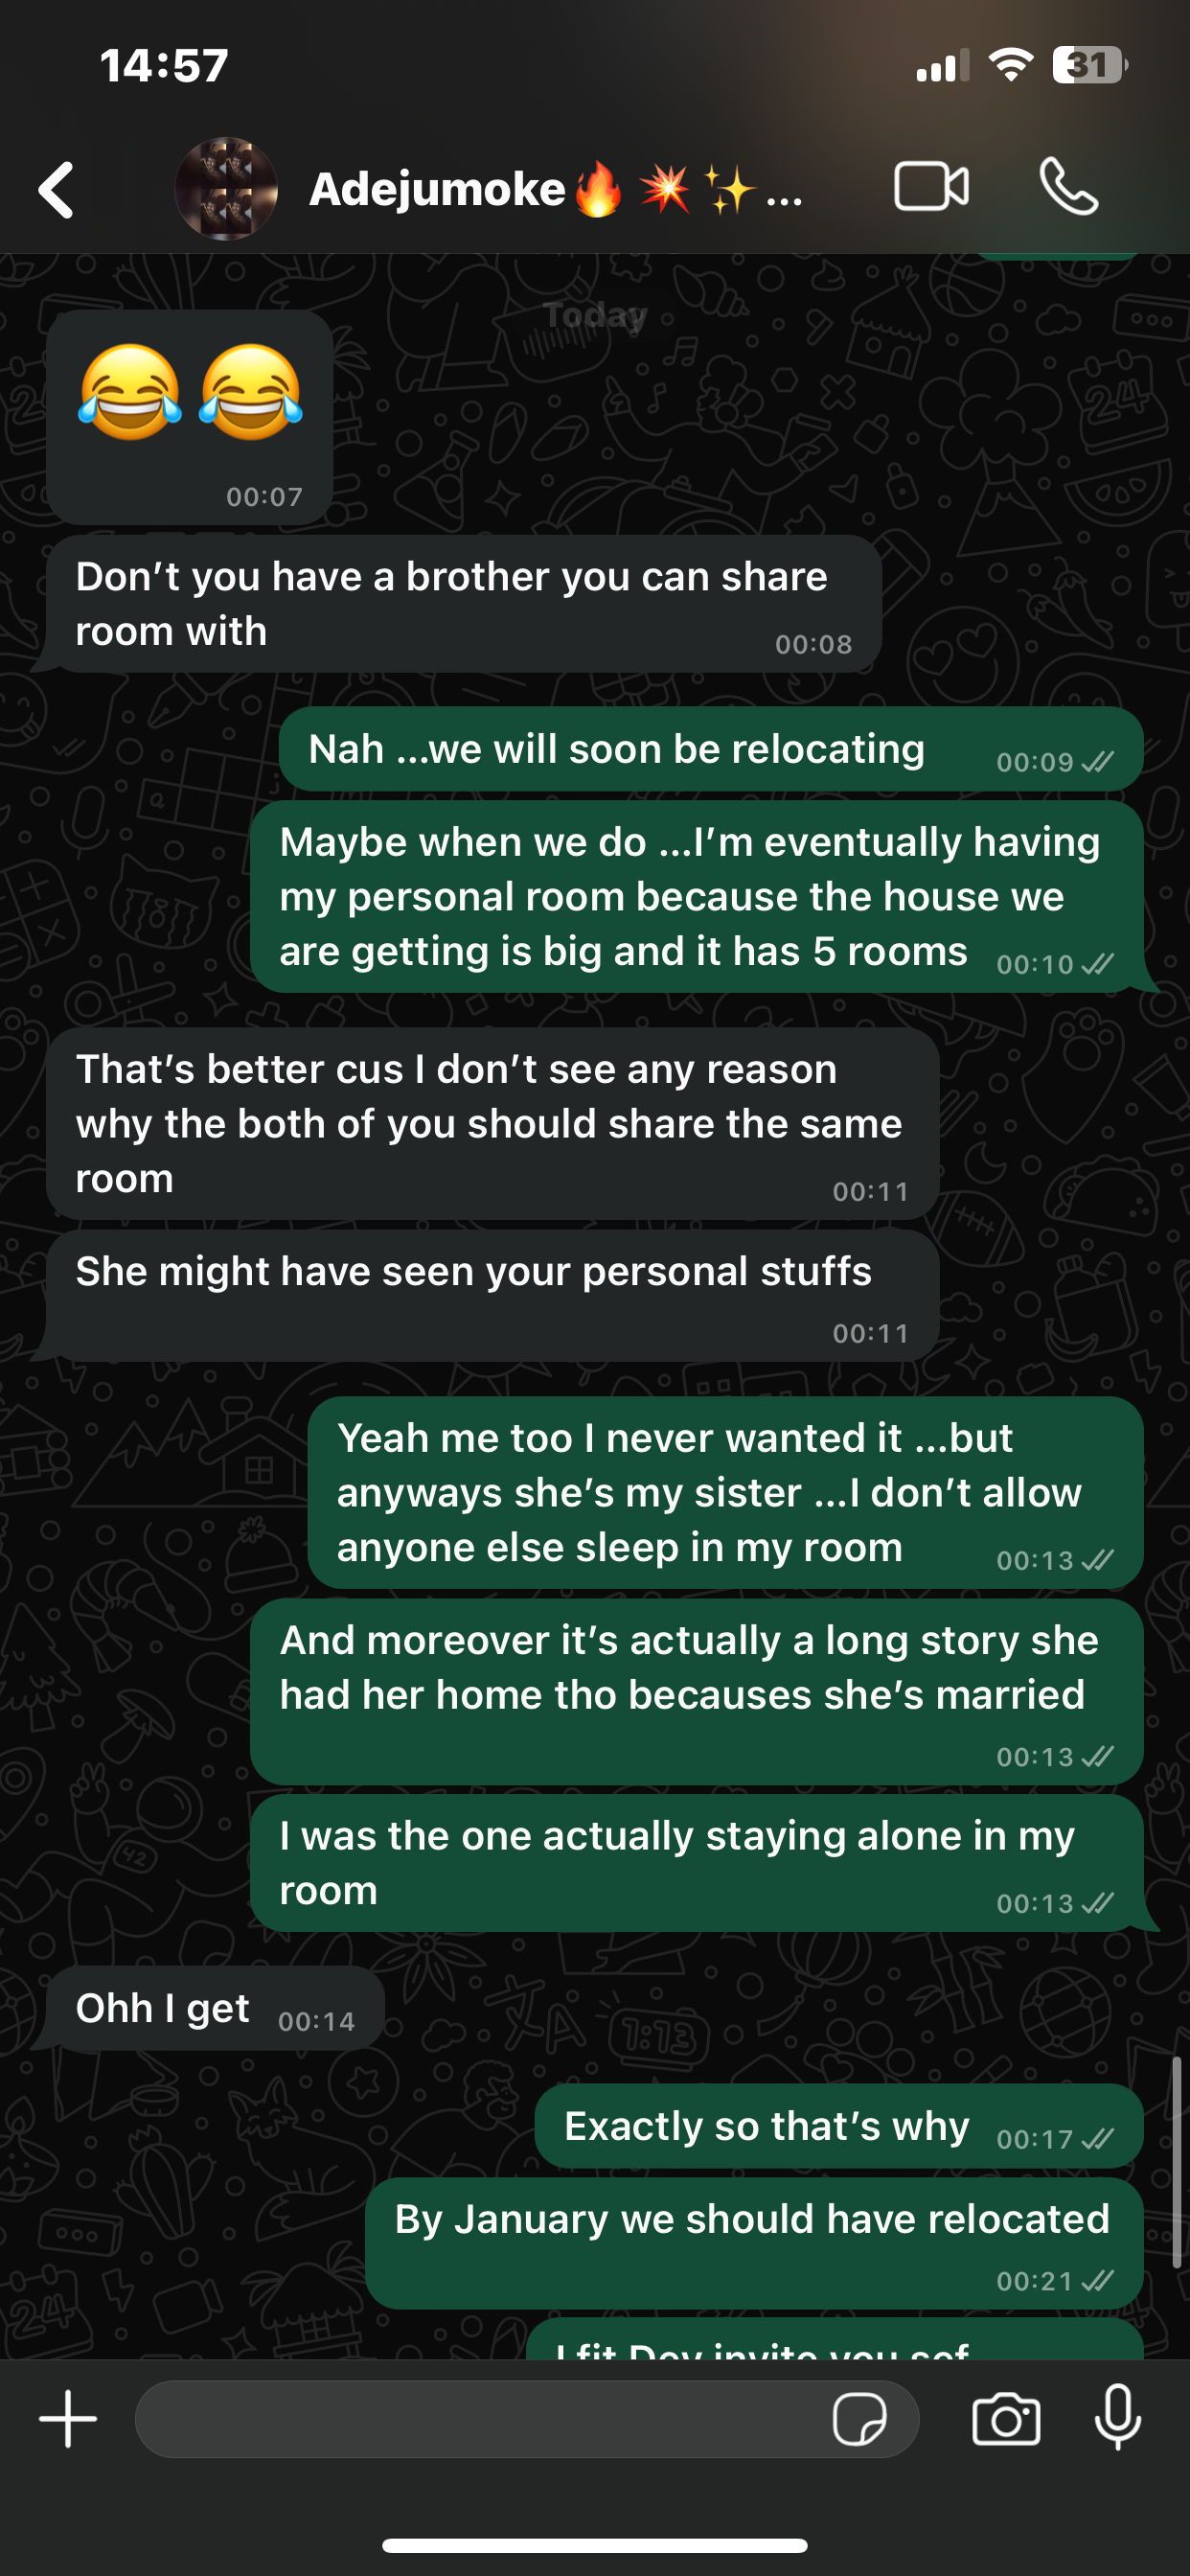 14:57
31
Adejumoke🔥 💥 ✨...
Today
😂 😂
00:07
Don’t you have a brother you can share
room with
00:08
Nah ...we will soon be relocating
00:09
Maybe when we do ...I’m eventually having
my personal room because the house we
are getting is big and it has 5 rooms
00:10
That’s better cus I don’t see any reason
why the both of you should share the same
room
00:11
She might have seen your personal stuffs
00:11
Yeah me too I never wanted it ...but
anyways she’s my sister ...I don’t allow
anyone else sleep in my room
00:13
And moreover it’s actually a long story she
had her home tho becauses she’s married
00:13
I was the one actually staying alone in my
room
00:13
Ohh I get
00:14
Exactly so that’s why
00:17
By January we should have relocated
00:21
I fit Dey invite you sef